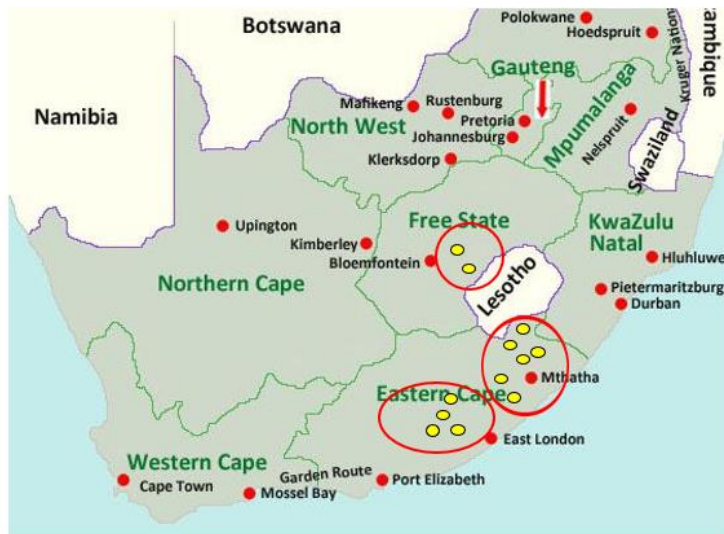 Polokwane
Botswana
Hoedspruit
Kruger Nation
ambique
Gauteng
Namibia
Mafikeng
Rustenburg
Mpumalanga
North West
Pretoria
Nelspruit
Johannesburg
Swaziland
Klerksdorp
Free State
KwaZulu
Natal
Upington
Kimberley
Bloemfontein
Hluhluwe
Northern Cape
Lesotho
Pietermaritzburg
Durban
Mthatha
Eastern Cape
East London
Western Cape
Garden Route
Cape Town
Port Elizabeth
Mossel Bay